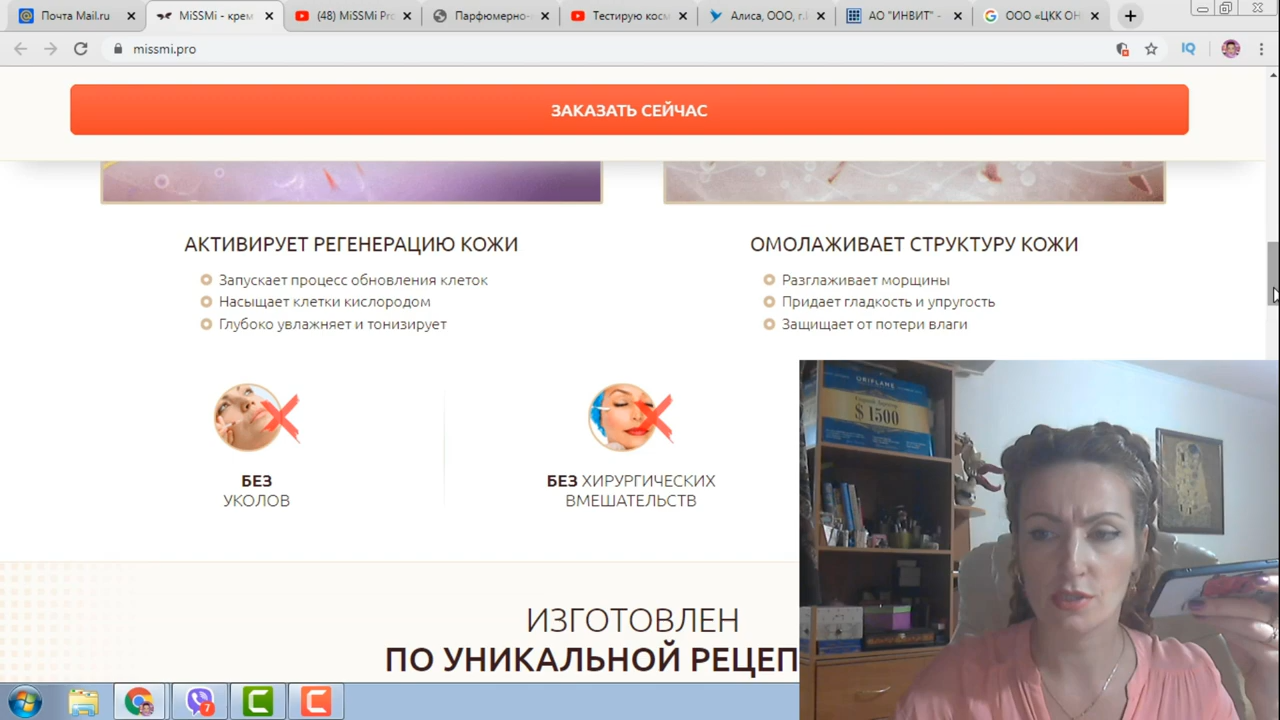 Почта Mail.ru
MiSSMi - крем
(48) MiSSMi Pr
Парфюмерно-
Тестирую косм
Алиса, ООО, г.
АО "ИНВИТ" -
ООО «ЦКК ОН
missmi.pro
IQ
ЗАКАЗАТЬ СЕЙЧАС
АКТИВИРУЕТ РЕГЕНЕРАЦИЮ КОЖИ
Запускает процесс обновления клеток
Насыщает клетки кислородом
Глубоко увлажняет и тонизирует
ОМОЛАЖИВАЕТ СТРУКТУРУ КОЖИ
Разглаживает морщины
Придает гладкость и упругость
Защищает от потери влаги
БЕЗ
УКОЛОВ
БЕЗ ХИРУРГИЧЕСКИХ
ВМЕШАТЕЛЬСТВ
ORIFLAME
$ 1500
ИЗГОТОВЛЕН
ПО УНИКАЛЬНОЙ РЕЦЕП
7